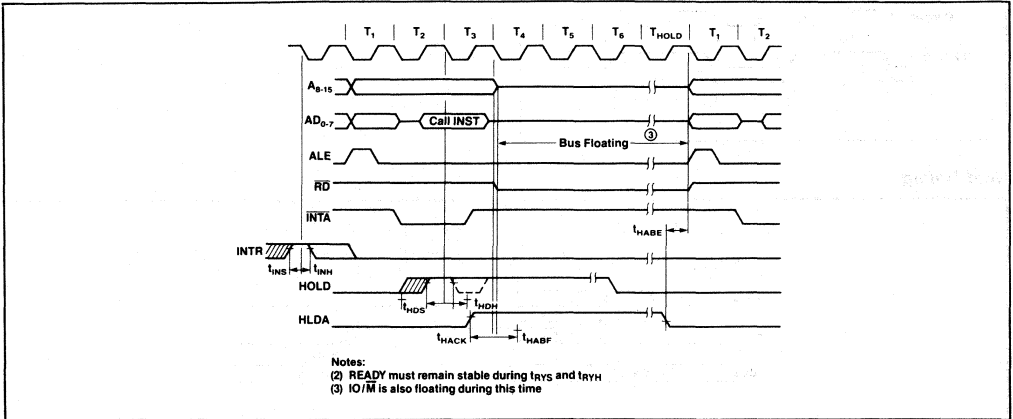 T1 T2 T3 T4 T5 T6 THOLD T1 T2
A8-15
AD0-7 Call INST
Bus Floating ③
ALE
R̅D̅
I̅N̅T̅A̅
tHABE
INTR
tINS tINH
HOLD
tHDS tHDH
HLDA
tHACK tHABF
Notes:
(2) READY must remain stable during tRYS and tRYH
(3) IO/M̅ is also floating during this time